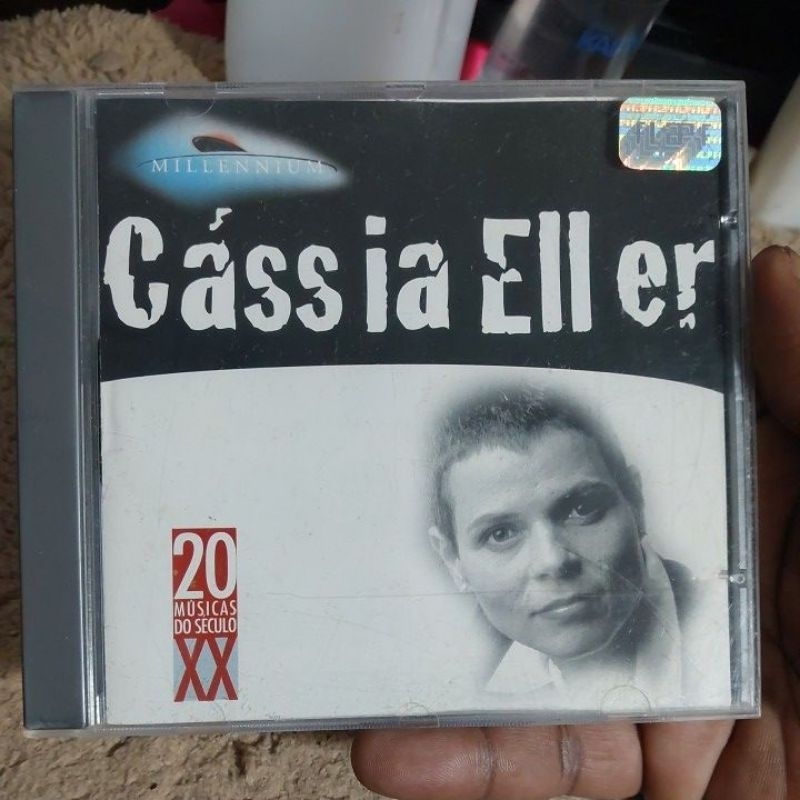 MILLENNIUM
Cássia Eller
20
MÚSICAS
DO SÉCULO
XX